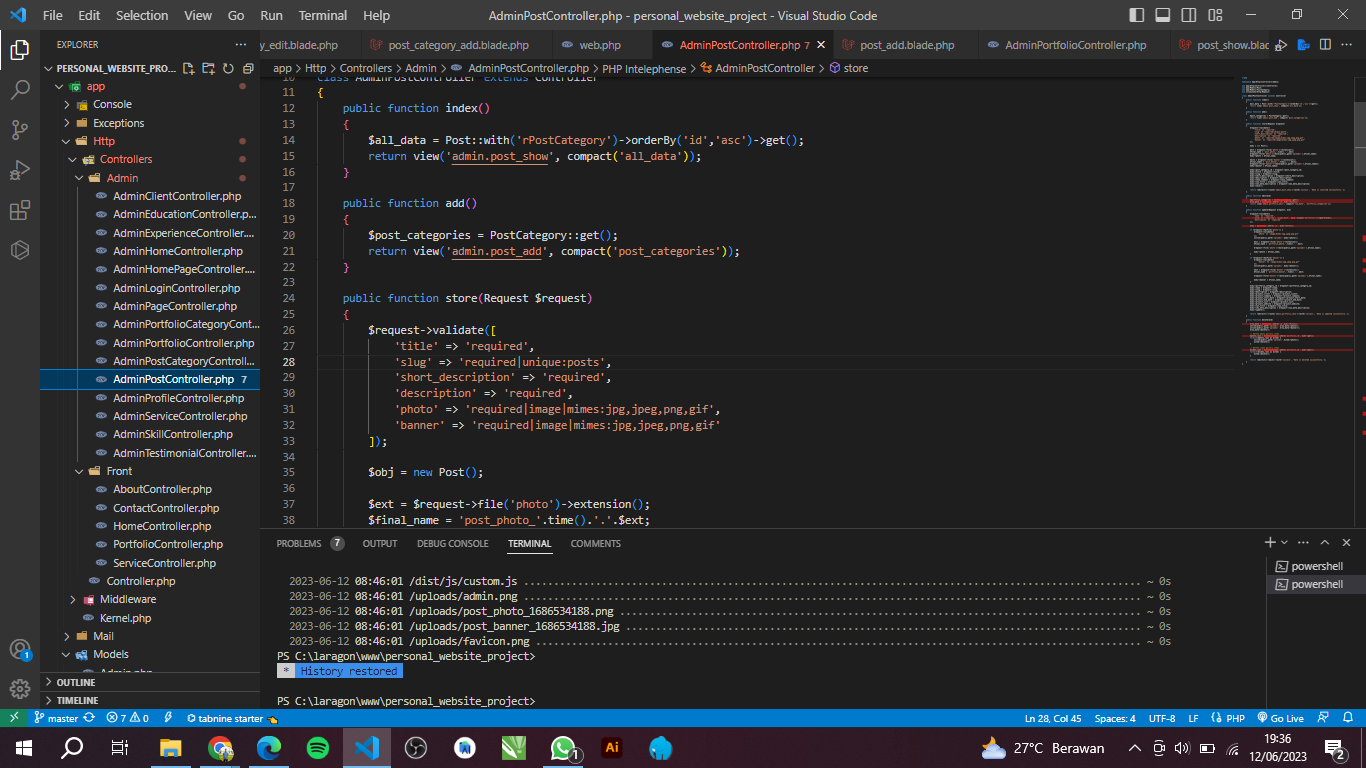 File Edit Selection View Go Run Terminal Help AdminPostController.php - personal_website_project - Visual Studio Code
EXPLORER
y_edit.blade.php post_category_add.blade.php web.php AdminPostController.php 7 post_add.blade.php AdminPortfolioController.php post_show.blac
PERSONAL_WEBSITE_PRO...
app > Http > Controllers > Admin > AdminPostController.php > PHP Intelephense > AdminPostController > store
app
Console
Exceptions
Http
Controllers
Admin
AdminClientController.php
AdminEducationController.p...
AdminExperienceController....
AdminHomeController.php
AdminHomePageController....
AdminLoginController.php
AdminPageController.php
AdminPortfolioCategoryCont...
AdminPortfolioController.php
AdminPostCategoryControll...
AdminPostController.php 7
AdminProfileController.php
AdminServiceController.php
AdminSkillController.php
AdminTestimonialController....
Front
AboutController.php
ContactController.php
HomeController.php
PortfolioController.php
ServiceController.php
Controller.php
Middleware
Kernel.php
Mail
Models
Admin.php
OUTLINE
TIMELINE
10 class AdminPostController extends Controller
11 {
12 public function index()
13 {
14 $all_data = Post::with('rPostCategory')->orderBy('id','asc')->get();
15 return view('admin.post_show', compact('all_data'));
16 }
17
18 public function add()
19 {
20 $post_categories = PostCategory::get();
21 return view('admin.post_add', compact('post_categories'));
22 }
23
24 public function store(Request $request)
25 {
26 $request->validate([
27 'title' => 'required',
28 'slug' => 'required|unique:posts',
29 'short_description' => 'required',
30 'description' => 'required',
31 'photo' => 'required|image|mimes:jpg,jpeg,png,gif',
32 'banner' => 'required|image|mimes:jpg,jpeg,png,gif'
33 ]);
34
35 $obj = new Post();
36
37 $ext = $request->file('photo')->extension();
38 $final_name = 'post_photo_'.time().'.'.$ext;
PROBLEMS 7 OUTPUT DEBUG CONSOLE TERMINAL COMMENTS
2023-06-12 08:46:01 /dist/js/custom.js ........ ~ 0s
2023-06-12 08:46:01 /uploads/admin.png ........ ~ 0s
2023-06-12 08:46:01 /uploads/post_photo_1686534188.png ........ ~ 0s
2023-06-12 08:46:01 /uploads/post_banner_1686534188.jpg ........ ~ 0s
2023-06-12 08:46:01 /uploads/favicon.png ........ ~ 0s
PS C:\laragon\www\personal_website_project>
* History restored
PS C:\laragon\www\personal_website_project>
powershell
powershell
master 7 0 tabnine starter Ln 28, Col 45 Spaces: 4 UTF-8 LF PHP Go Live
27°C Berawan 19:36
12/06/2023
2